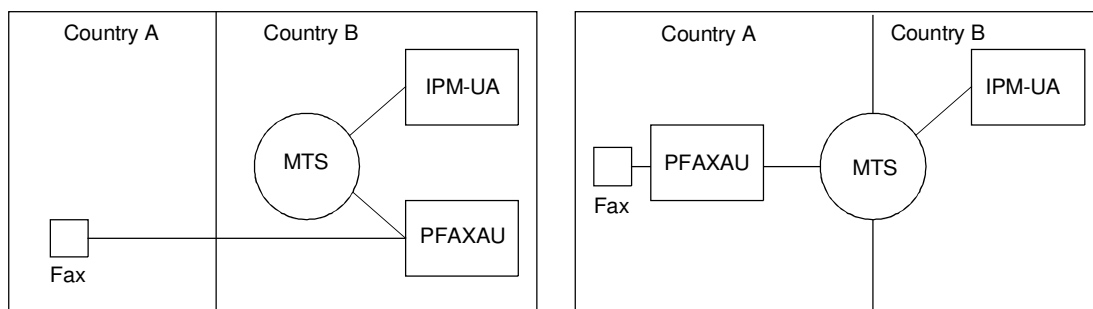 Country A
Country B
IPM-UA
MTS
PFAXAU
Fax
Country A
Country B
IPM-UA
PFAXAU
MTS
Fax